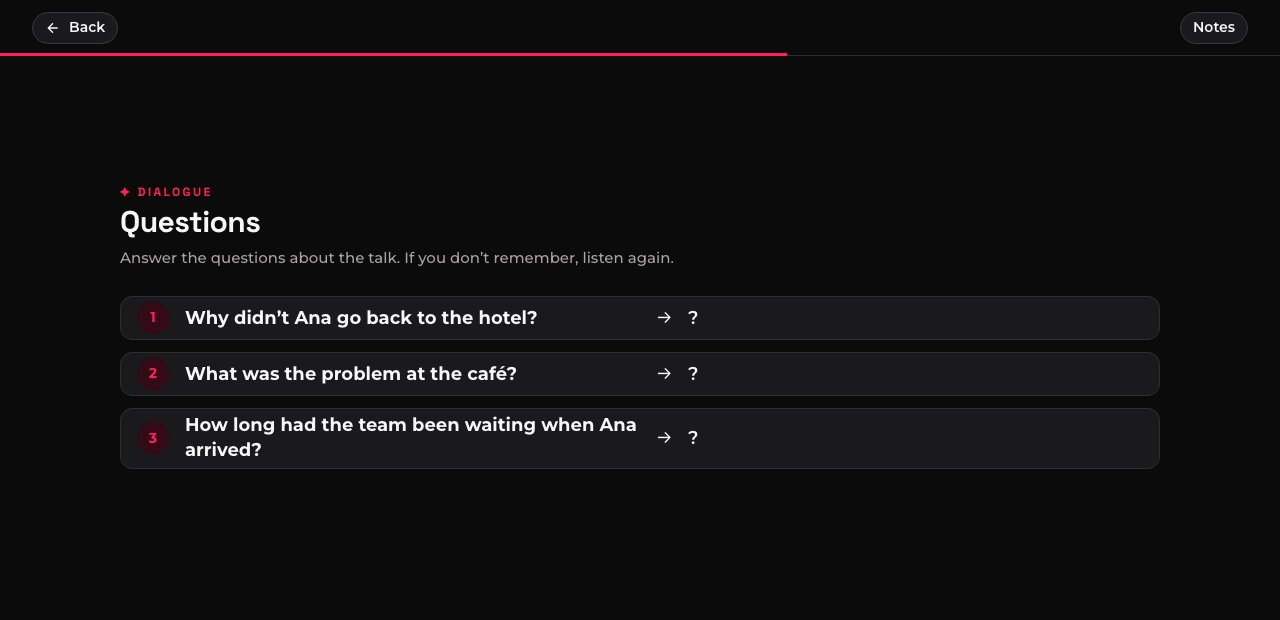 ← Back
Notes
✦ DIALOGUE
Questions
Answer the questions about the talk. If you don’t remember, listen again.
1 Why didn’t Ana go back to the hotel? → ?
2 What was the problem at the café? → ?
3 How long had the team been waiting when Ana
arrived? → ?